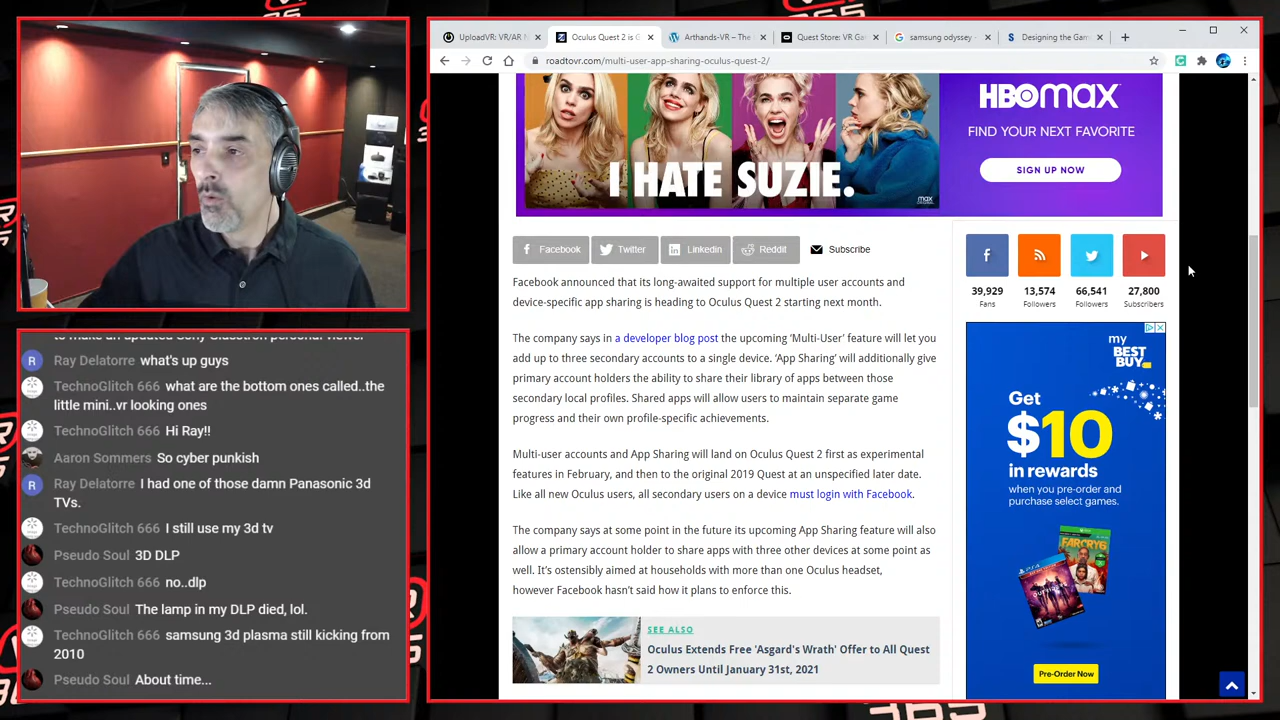 UploadVR: VR/AR N
Oculus Quest 2 is G
Arthands-VR – The
Quest Store: VR Ga
samsung odyssey -
Designing the Gam
roadtovr.com/multi-user-app-sharing-oculus-quest-2/
I HATE SUZIE.
max
HBOmax
FIND YOUR NEXT FAVORITE
SIGN UP NOW
Facebook
Twitter
Linkedin
Reddit
Subscribe
Facebook announced that its long-awaited support for multiple user accounts and
device-specific app sharing is heading to Oculus Quest 2 starting next month.
The company says in a developer blog post the upcoming ‘Multi-User’ feature will let you
add up to three secondary accounts to a single device. ‘App Sharing’ will additionally give
primary account holders the ability to share their library of apps between those
secondary local profiles. Shared apps will allow users to maintain separate game
progress and their own profile-specific achievements.
Multi-user accounts and App Sharing will land on Oculus Quest 2 first as experimental
features in February, and then to the original 2019 Quest at an unspecified later date.
Like all new Oculus users, all secondary users on a device must login with Facebook.
The company says at some point in the future its upcoming App Sharing feature will also
allow a primary account holder to share apps with three other devices at some point as
well. It’s ostensibly aimed at households with more than one Oculus headset,
however Facebook hasn’t said how it plans to enforce this.
SEE ALSO
Oculus Extends Free 'Asgard's Wrath' Offer to All Quest
2 Owners Until January 31st, 2021
39,929
Fans
13,574
Followers
66,541
Followers
27,800
Subscribers
my
BEST
BUY
Get
$10
in rewards
when you pre-order and
purchase select games.
FARCRY6
Pre-Order Now
to make an updated Sony Glasstron personal viewer
Ray Delatorre what's up guys
TechnoGlitch 666 what are the bottom ones called..the
little mini..vr looking ones
TechnoGlitch 666 Hi Ray!!
Aaron Sommers So cyber punkish
Ray Delatorre I had one of those damn Panasonic 3d
TVs.
TechnoGlitch 666 I still use my 3d tv
Pseudo Soul 3D DLP
TechnoGlitch 666 no..dlp
Pseudo Soul The lamp in my DLP died, lol.
TechnoGlitch 666 samsung 3d plasma still kicking from
2010
Pseudo Soul About time...
365